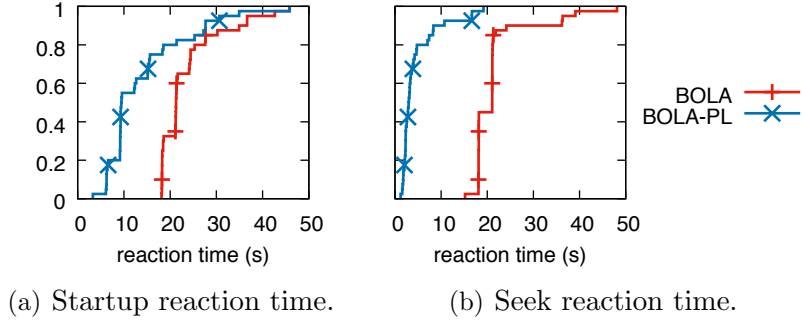 1
0.8
0.6
0.4
0.2
0
0 10 20 30 40 50
reaction time (s)
0 10 20 30 40 50
reaction time (s)
BOLA
BOLA-PL
(a) Startup reaction time.
(b) Seek reaction time.